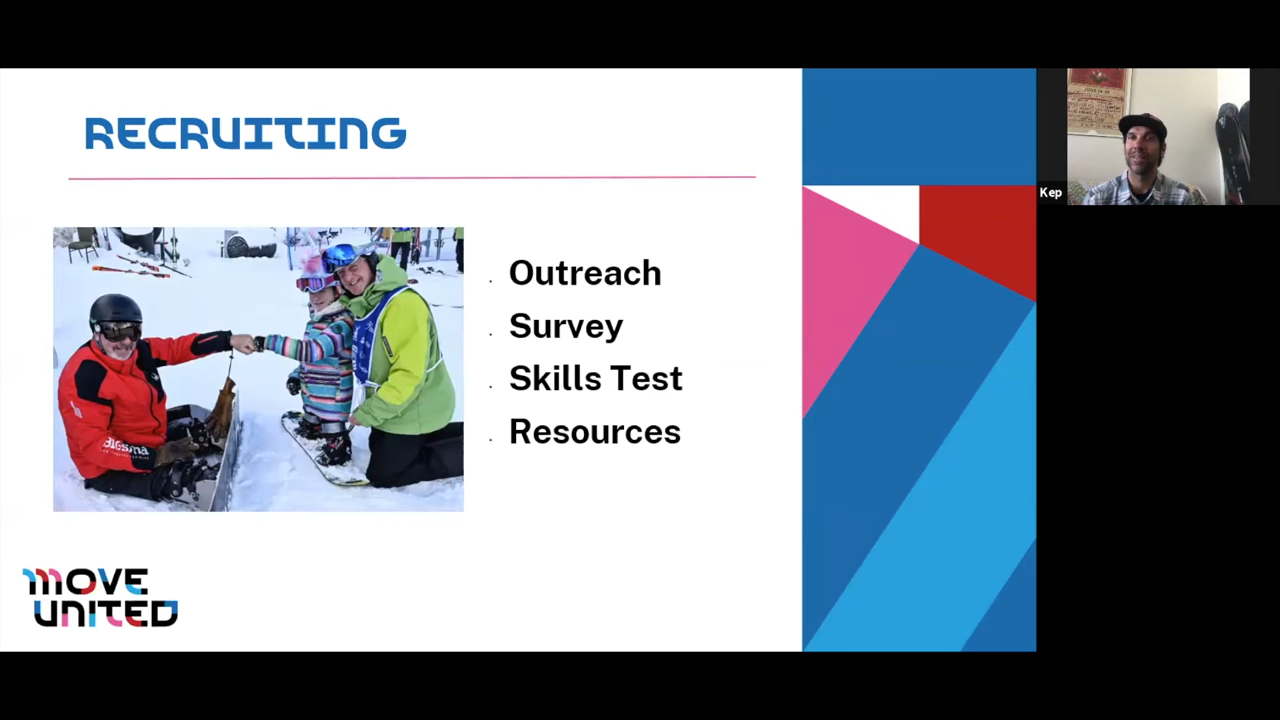 RECRUITING
Outreach
Survey
Skills Test
Resources
MOVE
UNITED
Kep